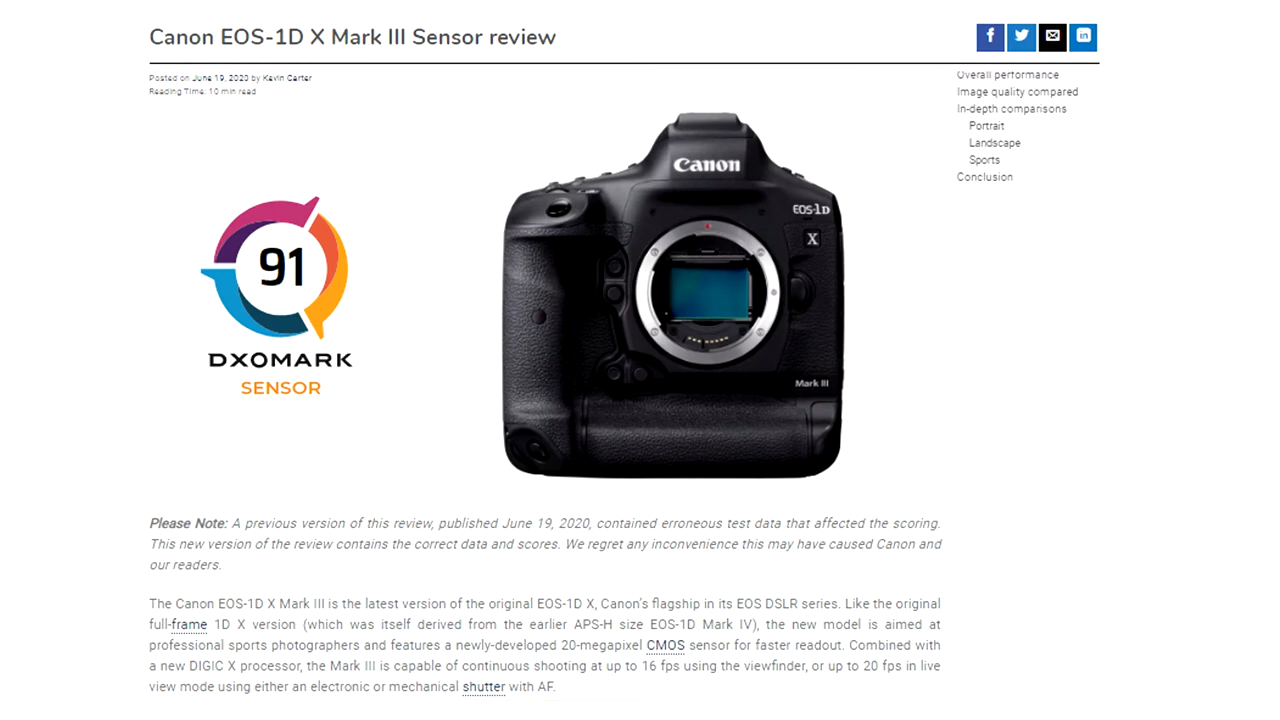 Canon EOS-1D X Mark III Sensor review
Posted on June 19, 2020 by Kevin Carter
Reading Time: 10 min read
Overall performance
Image quality compared
In-depth comparisons
Portrait
Landscape
Sports
Conclusion
Canon
EOS-1D
X
Mark III
91
DXOMARK
SENSOR
Please Note: A previous version of this review, published June 19, 2020, contained erroneous test data that affected the scoring.
This new version of the review contains the correct data and scores. We regret any inconvenience this may have caused Canon and
our readers.
The Canon EOS-1D X Mark III is the latest version of the original EOS-1D X, Canon's flagship in its EOS DSLR series. Like the original
full-frame 1D X version (which was itself derived from the earlier APS-H size EOS-1D Mark IV), the new model is aimed at
professional sports photographers and features a newly-developed 20-megapixel CMOS sensor for faster readout. Combined with
a new DIGIC X processor, the Mark III is capable of continuous shooting at up to 16 fps using the viewfinder, or up to 20 fps in live
view mode using either an electronic or mechanical shutter with AF.